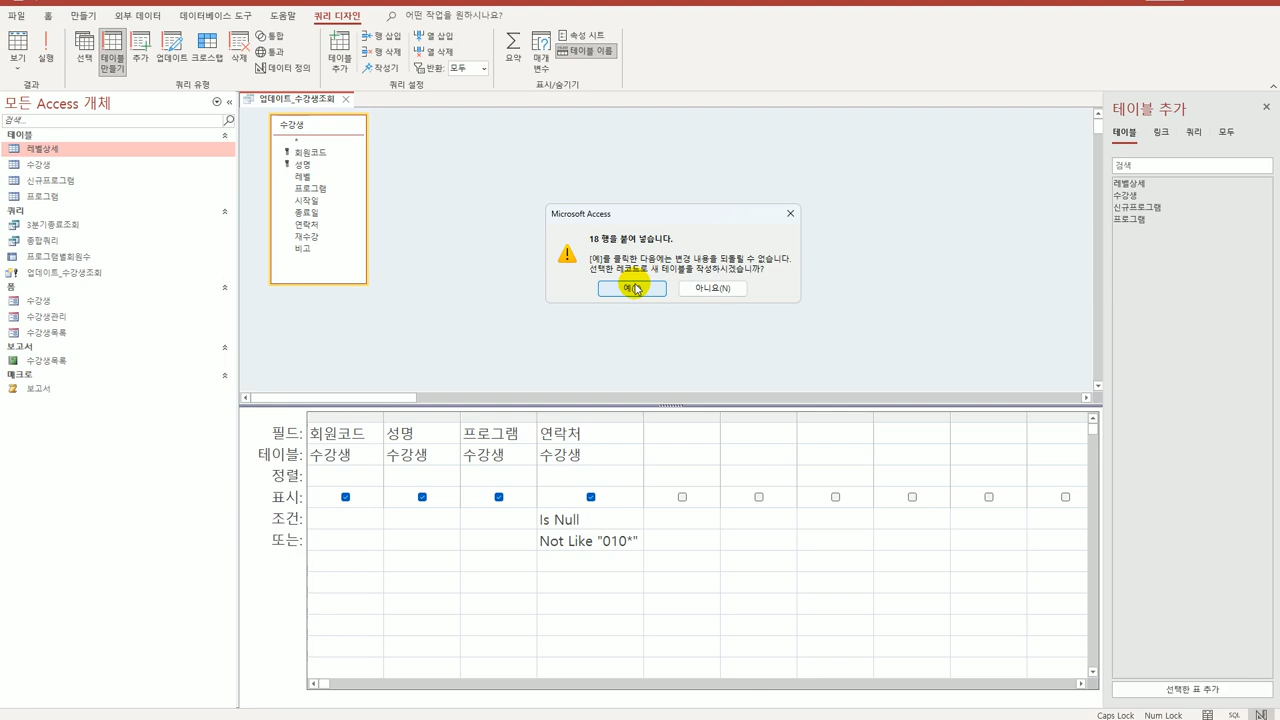 파일 홈 만들기 외부 데이터 데이터베이스 도구 도움말 쿼리 디자인 어떤 작업을 원하시나요?
보기 실행 선택 테이블 만들기 추가 업데이트 크로스탭 삭제 통합 통과 데이터 정의 테이블 추가 행 삽입 행 삭제 작성기 열 삽입 열 삭제 반환: 모두 요약 매개 변수 속성 시트 테이블 이름
결과 쿼리 유형 쿼리 설정 표시/숨기기
모든 Access 개체
검색...
테이블
레벨상세
수강생
신규프로그램
프로그램
쿼리
3분기종료조회
종합쿼리
프로그램별회원수
업데이트_수강생조회
폼
수강생
수강생관리
수강생목록
보고서
수강생목록
매크로
보고서
업데이트_수강생조회
수강생
*
회원코드
성명
레벨
프로그램
시작일
종료일
연락처
재수강
비고
Microsoft Access
18 행을 붙여 넣습니다.
[예]를 클릭한 다음에는 변경 내용을 되돌릴 수 없습니다.
선택한 레코드로 새 테이블을 작성하시겠습니까?
아니요(N)
필드: 회원코드 성명 프로그램 연락처
테이블: 수강생 수강생 수강생 수강생
정렬:
표시:
조건: Is Null
또는: Not Like "010*"
테이블 추가
테이블 링크 쿼리 모두
검색
레벨상세
수강생
신규프로그램
프로그램
선택한 표 추가
Caps Lock Num Lock SQL